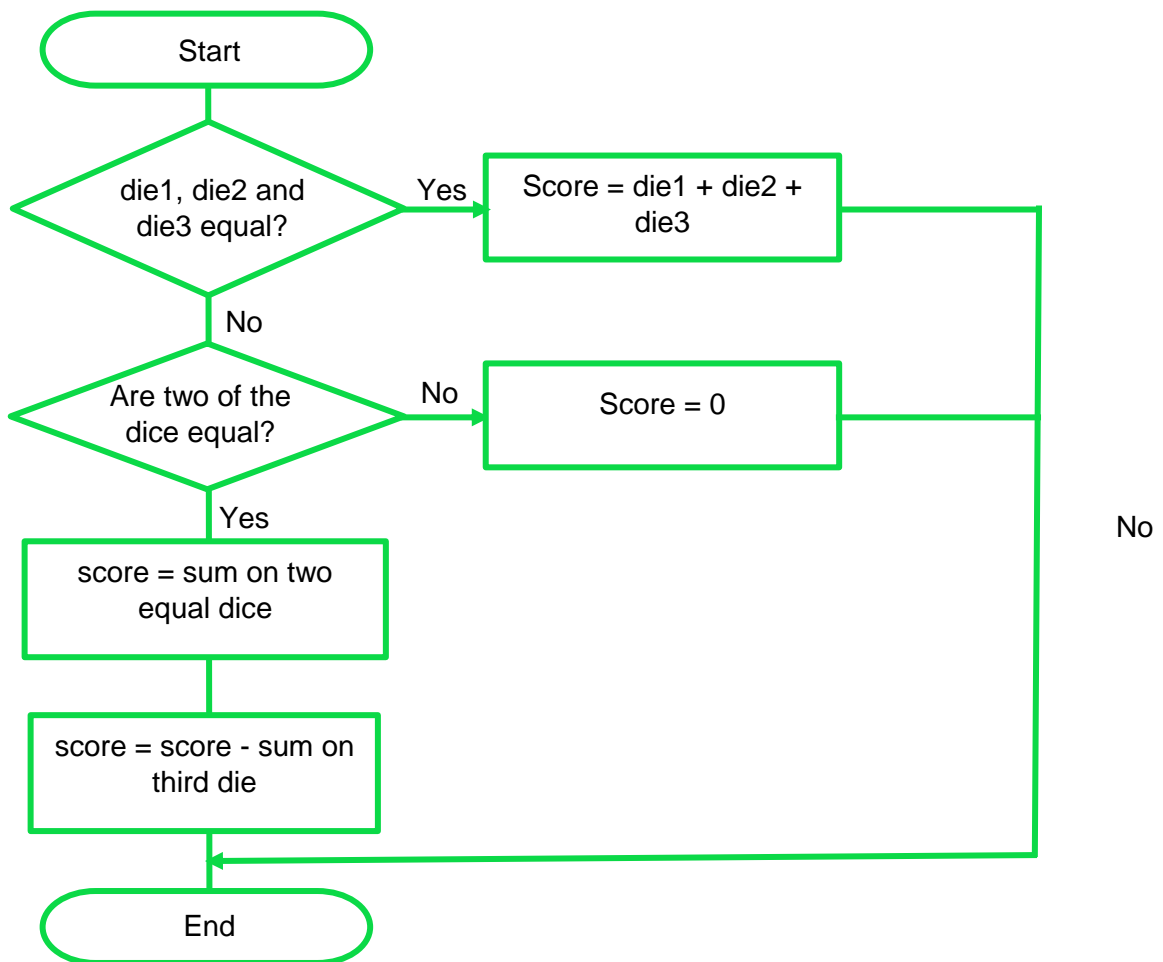 Start
die1, die2 and
die3 equal?
Yes
Score = die1 + die2 +
die3
No
Are two of the
dice equal?
No
Score = 0
Yes
No
score = sum on two
equal dice
score = score - sum on
third die
End